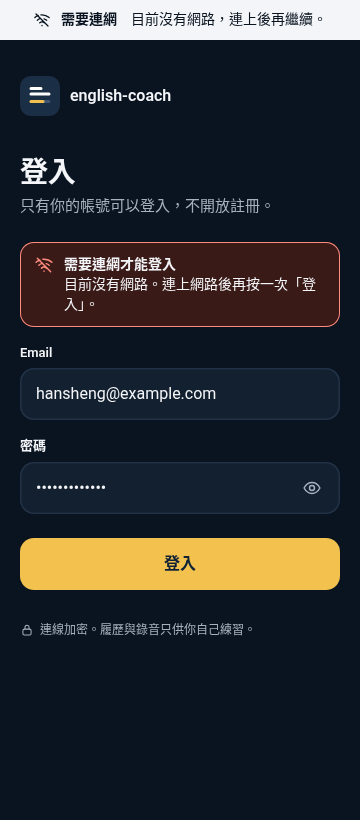 需要連網 目前沒有網路，連上後再繼續。
english-coach
登入
只有你的帳號可以登入，不開放註冊。
需要連網才能登入
目前沒有網路。連上網路後再按一次「登
入」。
Email
hansheng@example.com
密碼
•••••••••••••
登入
連線加密。履歷與錄音只供你自己練習。